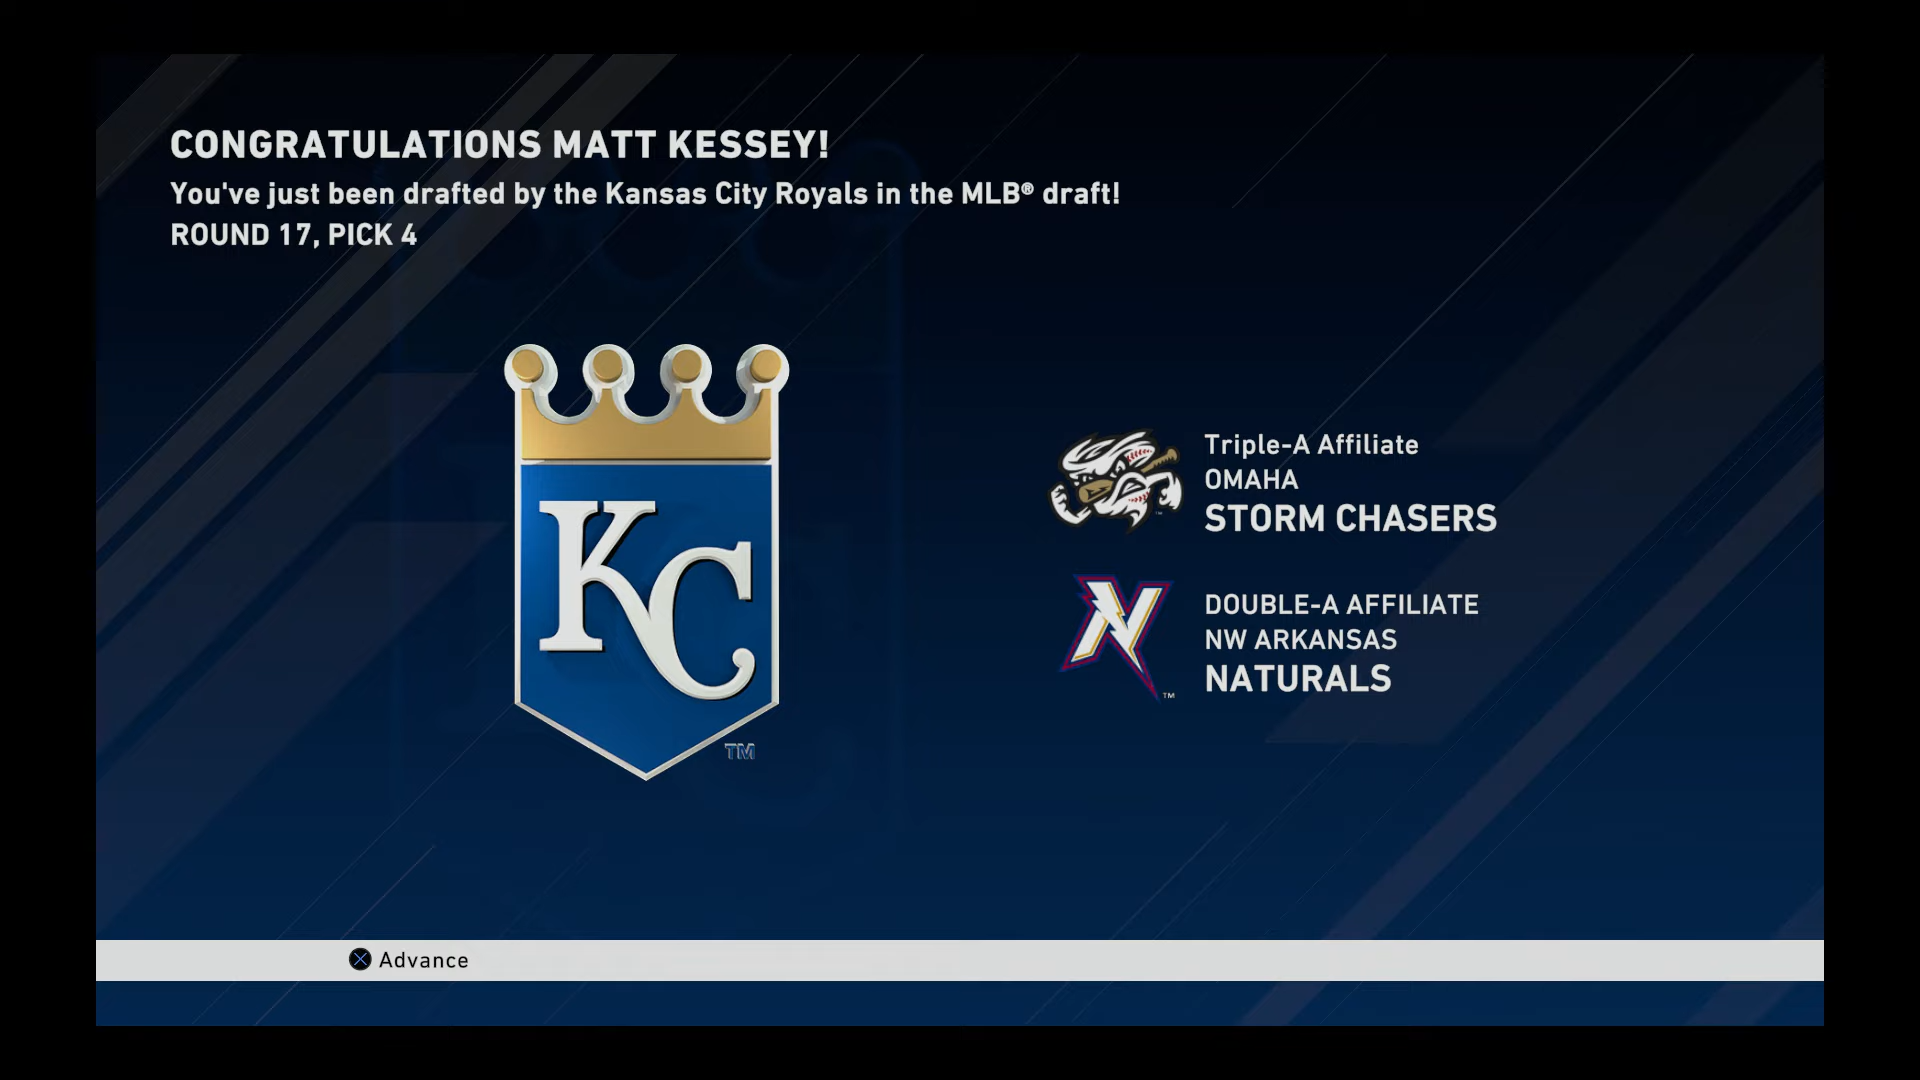 CONGRATULATIONS MATT KESSEY!
You've just been drafted by the Kansas City Royals in the MLB® draft!
ROUND 17, PICK 4
KC
TM
Triple-A Affiliate
OMAHA
STORM CHASERS
N
TM
DOUBLE-A AFFILIATE
NW ARKANSAS
NATURALS
Advance